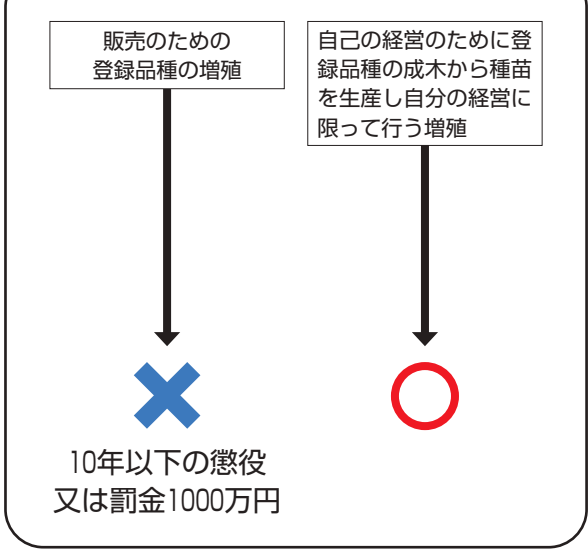 販売のための
登録品種の増殖
自己の経営のために登
録品種の成木から種苗
を生産し自分の経営に
限って行う増殖
10年以下の懲役
又は罰金1000万円